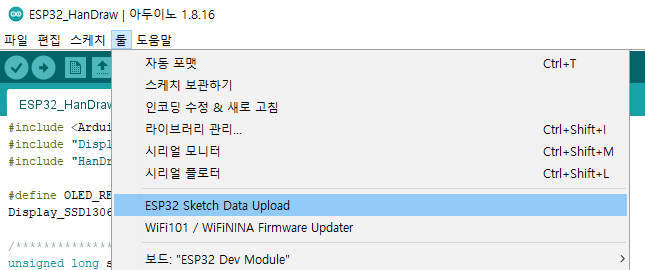 ESP32_HanDraw | 아두이노 1.8.16
파일 편집 스케치 툴 도움말
자동 포맷 Ctrl+T
스케치 보관하기
ESP32_HanDraw
인코딩 수정 & 새로 고침
#include <Ardui
라이브러리 관리... Ctrl+Shift+I
#include "Displ
시리얼 모니터 Ctrl+Shift+M
#include "HanDr
시리얼 플로터 Ctrl+Shift+L
#define OLED_RE
ESP32 Sketch Data Upload
Display_SSD1306
WiFi101 / WiFiNINA Firmware Updater
/***************
보드: "ESP32 Dev Module"
unsigned long s